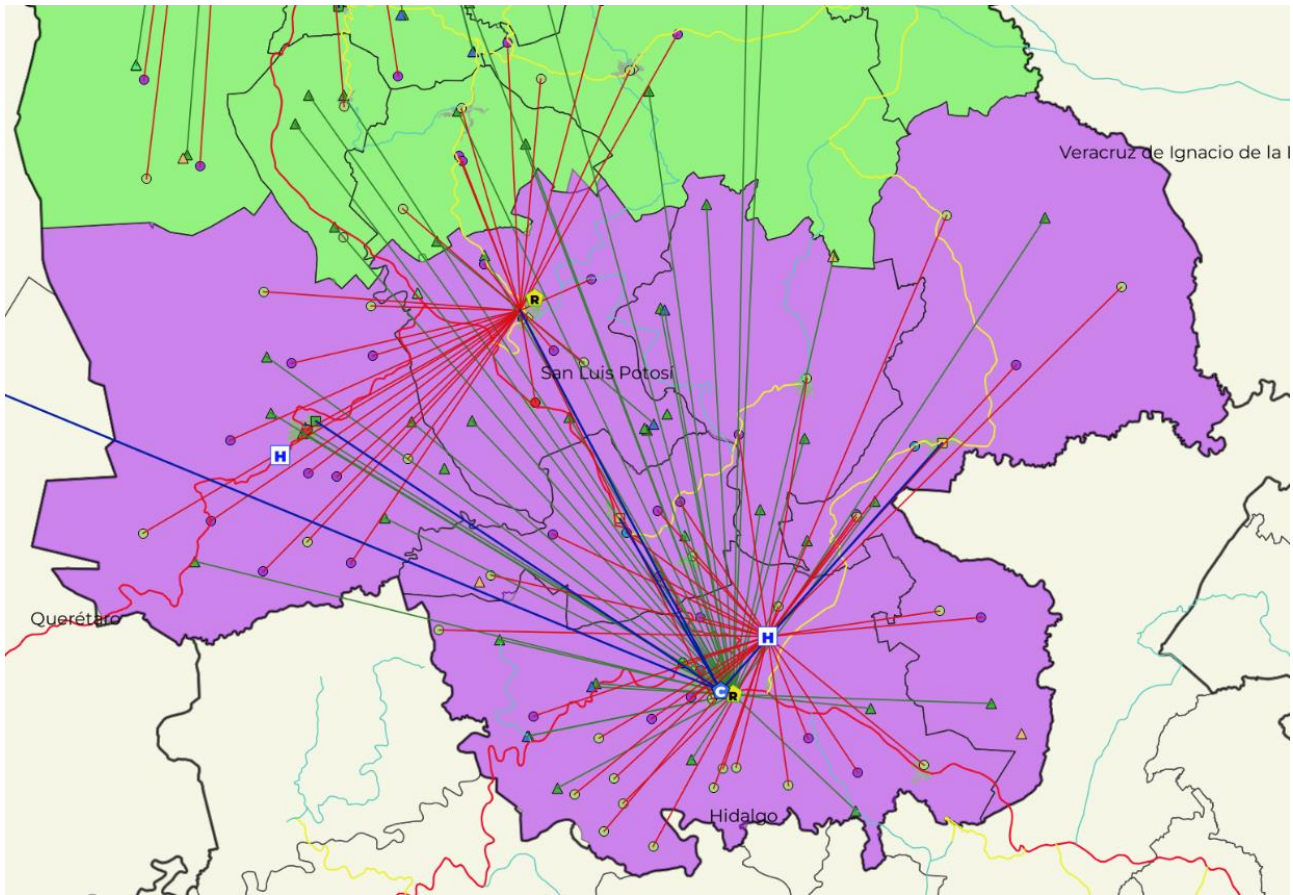 Veracruz de Ignacio de la L
R
San Luis Potosí
H
Querétaro
H
C
R
Hidalgo